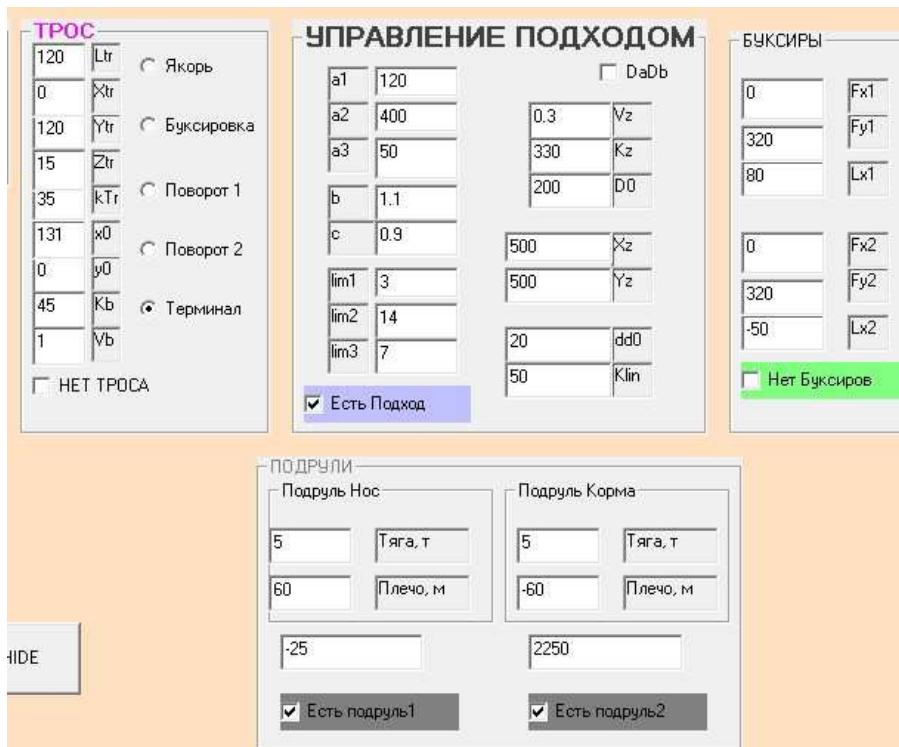 ТРОС
120 Ltr
0 Xtr
120 Ytr
15 Ztr
35 kTr
131 x0
0 y0
45 Kb
1 Vb
Якорь
Буксировка
Поворот 1
Поворот 2
Терминал
НЕТ ТРОСА
УПРАВЛЕНИЕ ПОДХОДОМ
a1 120
a2 400
a3 50
b 1.1
c 0.9
lim1 3
lim2 14
lim3 7
DaDb
0.3 Vz
330 Kz
200 D0
500 Xz
500 Yz
20 dd0
50 Klin
Есть Подход
БУКСИРЫ
0 Fx1
320 Fy1
80 Lx1
0 Fx2
320 Fy2
-50 Lx2
Нет Буксиров
ПОДРУЛИ
Подруль Нос
5 Тяга, т
60 Плечо, м
Подруль Корма
5 Тяга, т
-60 Плечо, м
-25
2250
Есть подруль1
Есть подруль2
HIDE